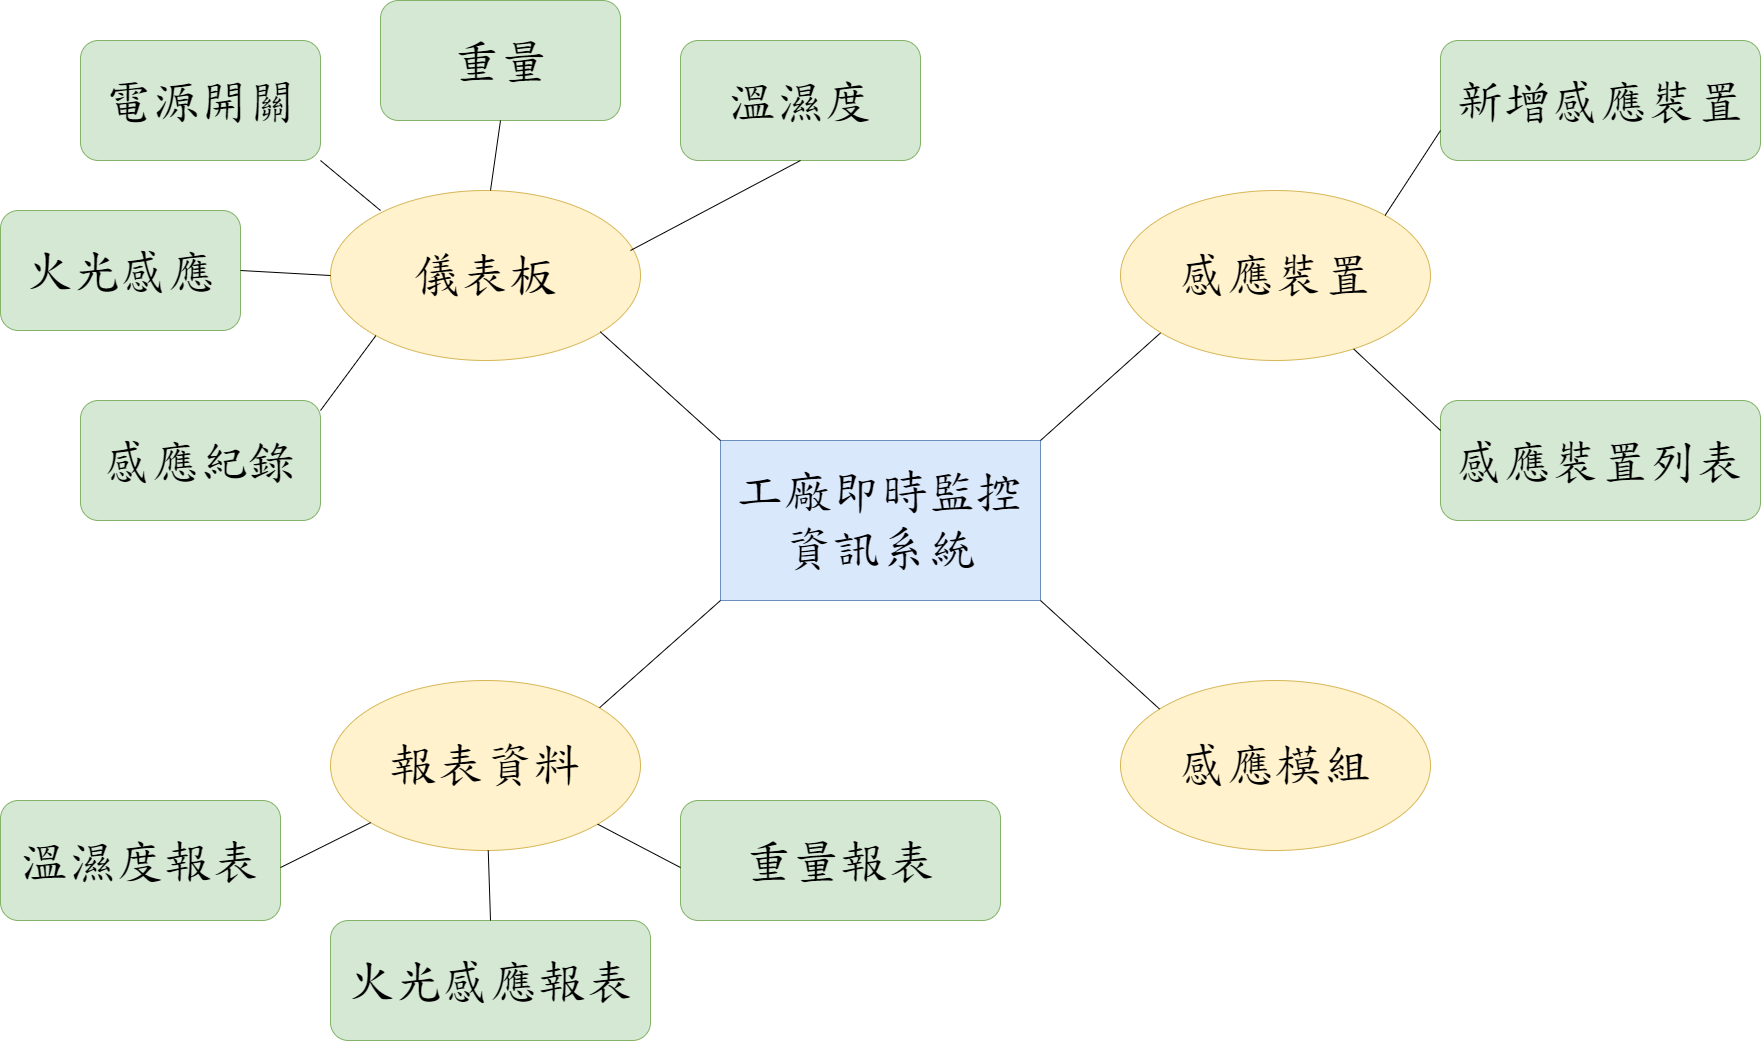 重量
電源開關
溫濕度
新增感應裝置
火光感應
儀表板
感應裝置
感應紀錄
感應裝置列表
工廠即時監控
資訊系統
報表資料
感應模組
溫濕度報表
重量報表
火光感應報表